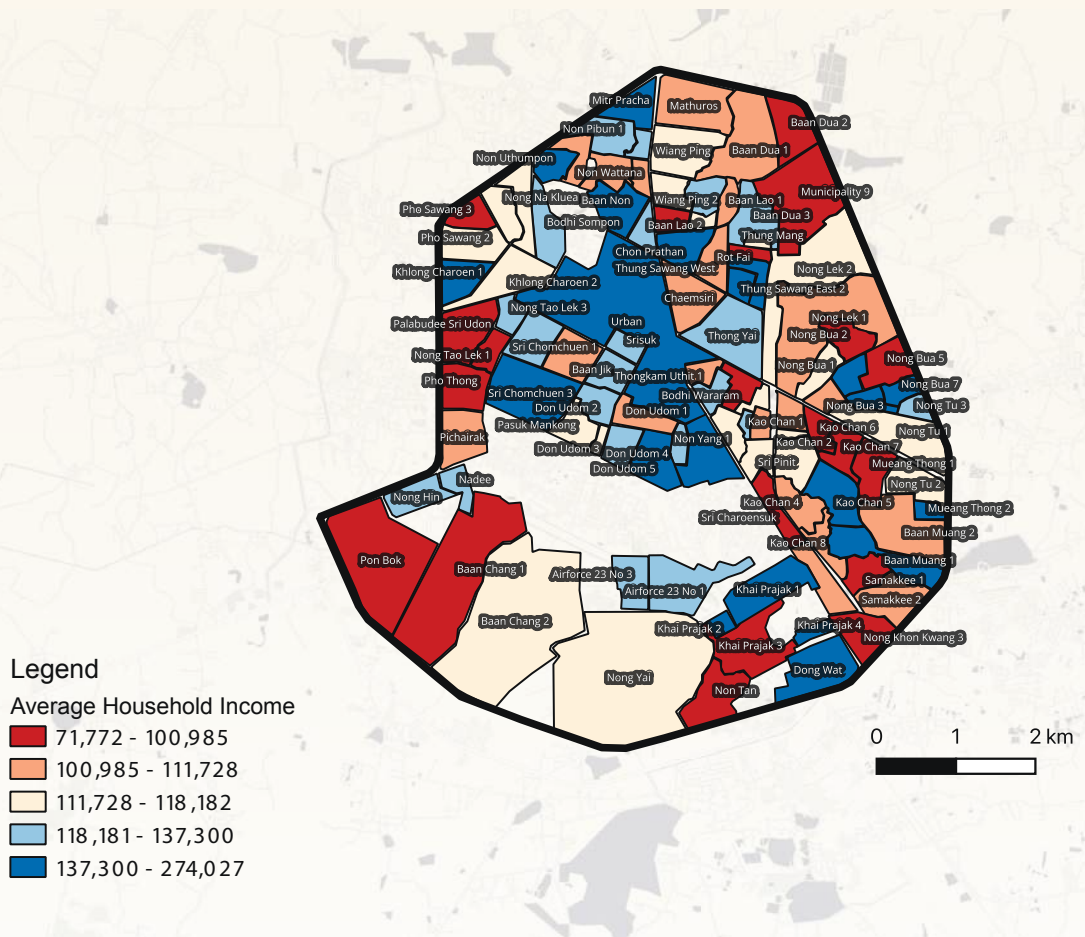 Mitr Pracha
Mathuros
Baan Dua 2
Non Pibun 1
Wiang Ping
Baan Dua 1
Non Uthumpon
Non Wattana
Municipality 9
Nong Na Kluea
Baan Non
Wiang Ping 2
Baan Lao 1
Pho Sawang 3
Baan Dua 3
Bodhi Sompon
Baan Lao 2
Pho Sawang 2
Thung Mang
Chon Prathan
Rot Fai
Khlong Charoen 1
Thung Sawang West
Nong Lek 2
Khlong Charoen 2
Thung Sawang East 2
Chaemsiri
Nong Tao Lek 3
Nong Lek 1
Palabudee Sri Udon
Urban
Thong Yai
Nong Bua 2
Srisuk
Sri Chomchuen 1
Nong Tao Lek 1
Nong Bua 5
Nong Bua 1
Baan Jik
Thongkam Uthit.1
Pho Thong
Nong Bua 7
Sri Chomchuen 3
Bodhi Wararam
Don Udom 2
Don Udom 1
Nong Bua 3
Nong Tu 3
Pasuk Mankong
Kao Chan 1
Kao Chan 6
Nong Tu 1
Pichairak
Non Yang 1
Kao Chan 2
Kao Chan 7
Don Udom 3
Don Udom 4
Sri Pinit
Mueang Thong 1
Don Udom 5
Nadee
Nong Tu 2
Nong Hin
Kao Chan 4
Kao Chan 5
Mueang Thong 2
Sri Charoensuk
Baan Muang 2
Kao Chan 8
Pon Bok
Baan Chang 1
Baan Muang 1
Airforce 23 No 3
Samakkee 1
Airforce 23 No 1
Khai Prajak 1
Samakkee 2
Baan Chang 2
Khai Prajak 2
Khai Prajak 4
Nong Khon Kwang 3
Khai Prajak 3
Nong Yai
Dong Wat
Non Tan
Legend
Average Household Income
71,772 - 100,985
100,985 - 111,728
111,728 - 118,182
118,181 - 137,300
137,300 - 274,027
0 1 2 km